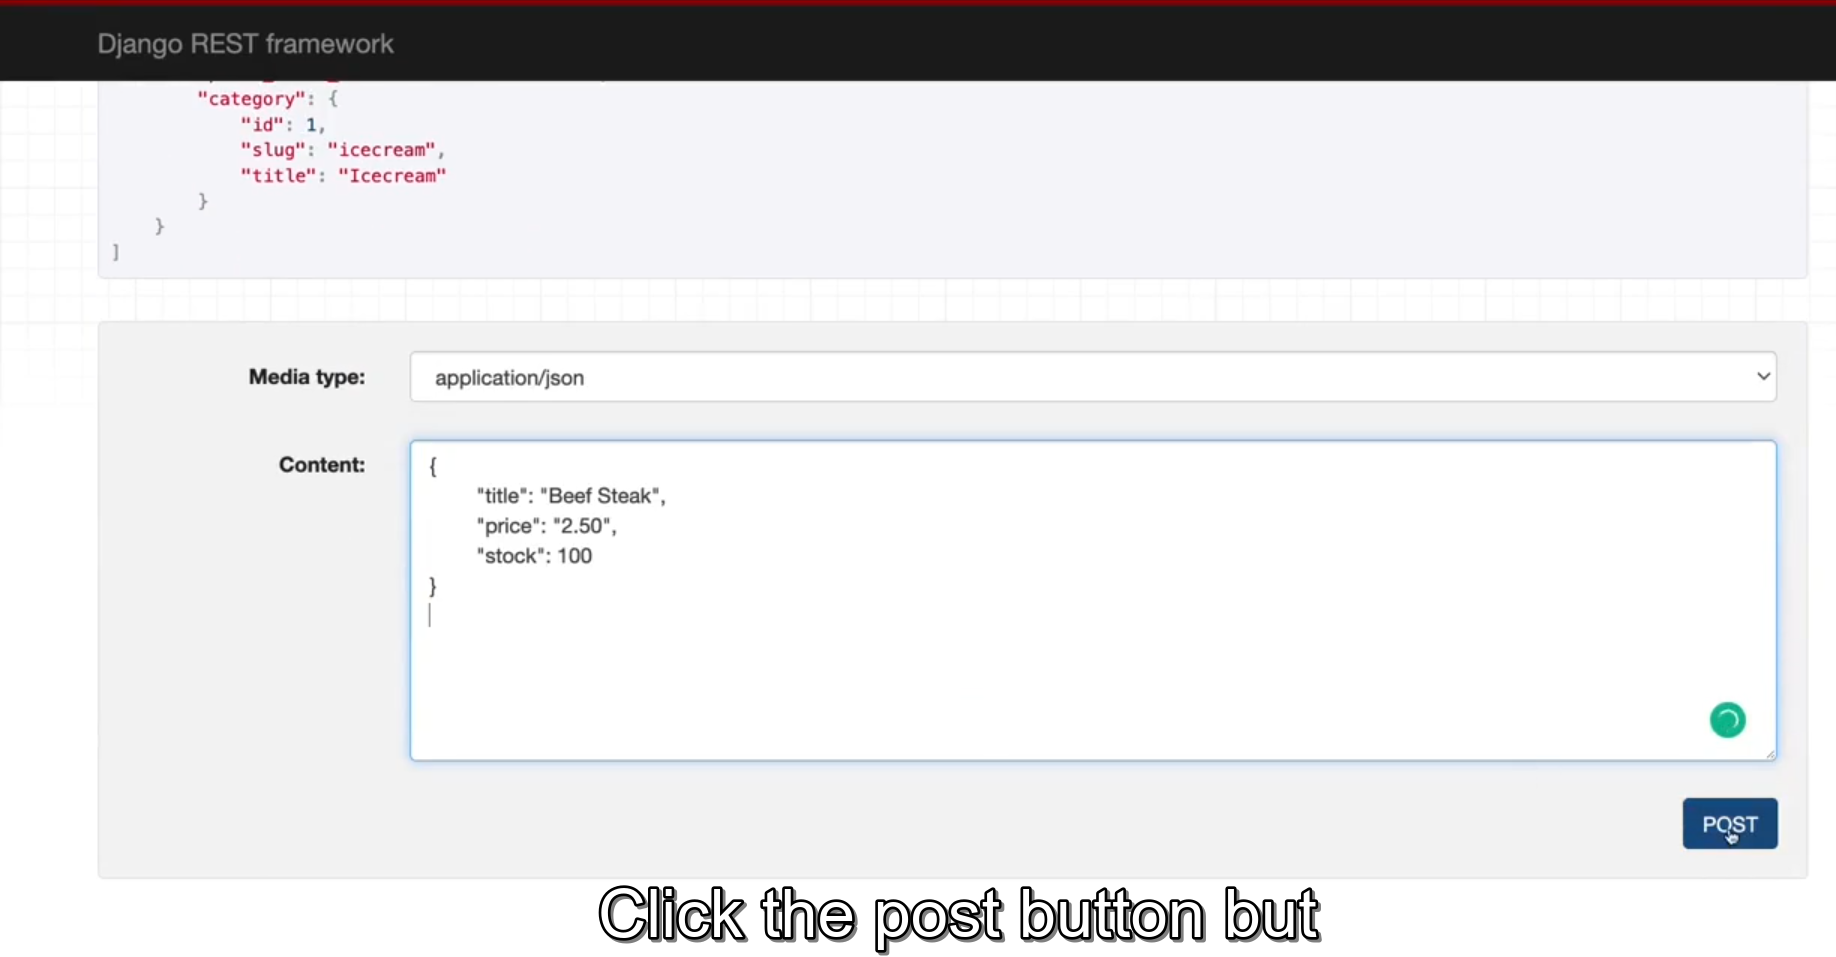 Django REST framework
"category": {
"id": 1,
"slug": "icecream",
"title": "Icecream"
}
}
]
Media type:
application/json
Content:
{
"title": "Beef Steak",
"price": "2.50",
"stock": 100
}
POST
Click the post button but